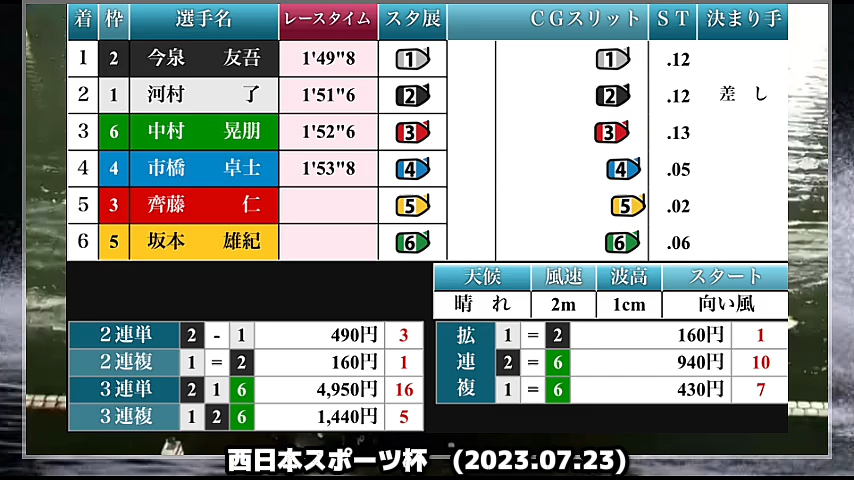 着 枠 選手名 レースタイム スタ展 CGスリット ST 決まり手
1 2 今泉 友吾 1'49"8 1 1 .12
2 1 河村 了 1'51"6 2 2 .12 差 し
3 6 中村 晃朋 1'52"6 3 3 .13
4 4 市橋 卓士 1'53"8 4 4 .05
5 3 齊藤 仁 5 5 .02
6 5 坂本 雄紀 6 6 .06
天候 風速 波高 スタート
晴 れ 2m 1cm 向い風
2連単 2 - 1 490円 3
2連複 1 = 2 160円 1
3連単 2 1 6 4,950円 16
3連複 1 2 6 1,440円 5
拡 1 = 2 160円 1
連 2 = 6 940円 10
複 1 = 6 430円 7
西日本スポーツ杯 (2023.07.23)